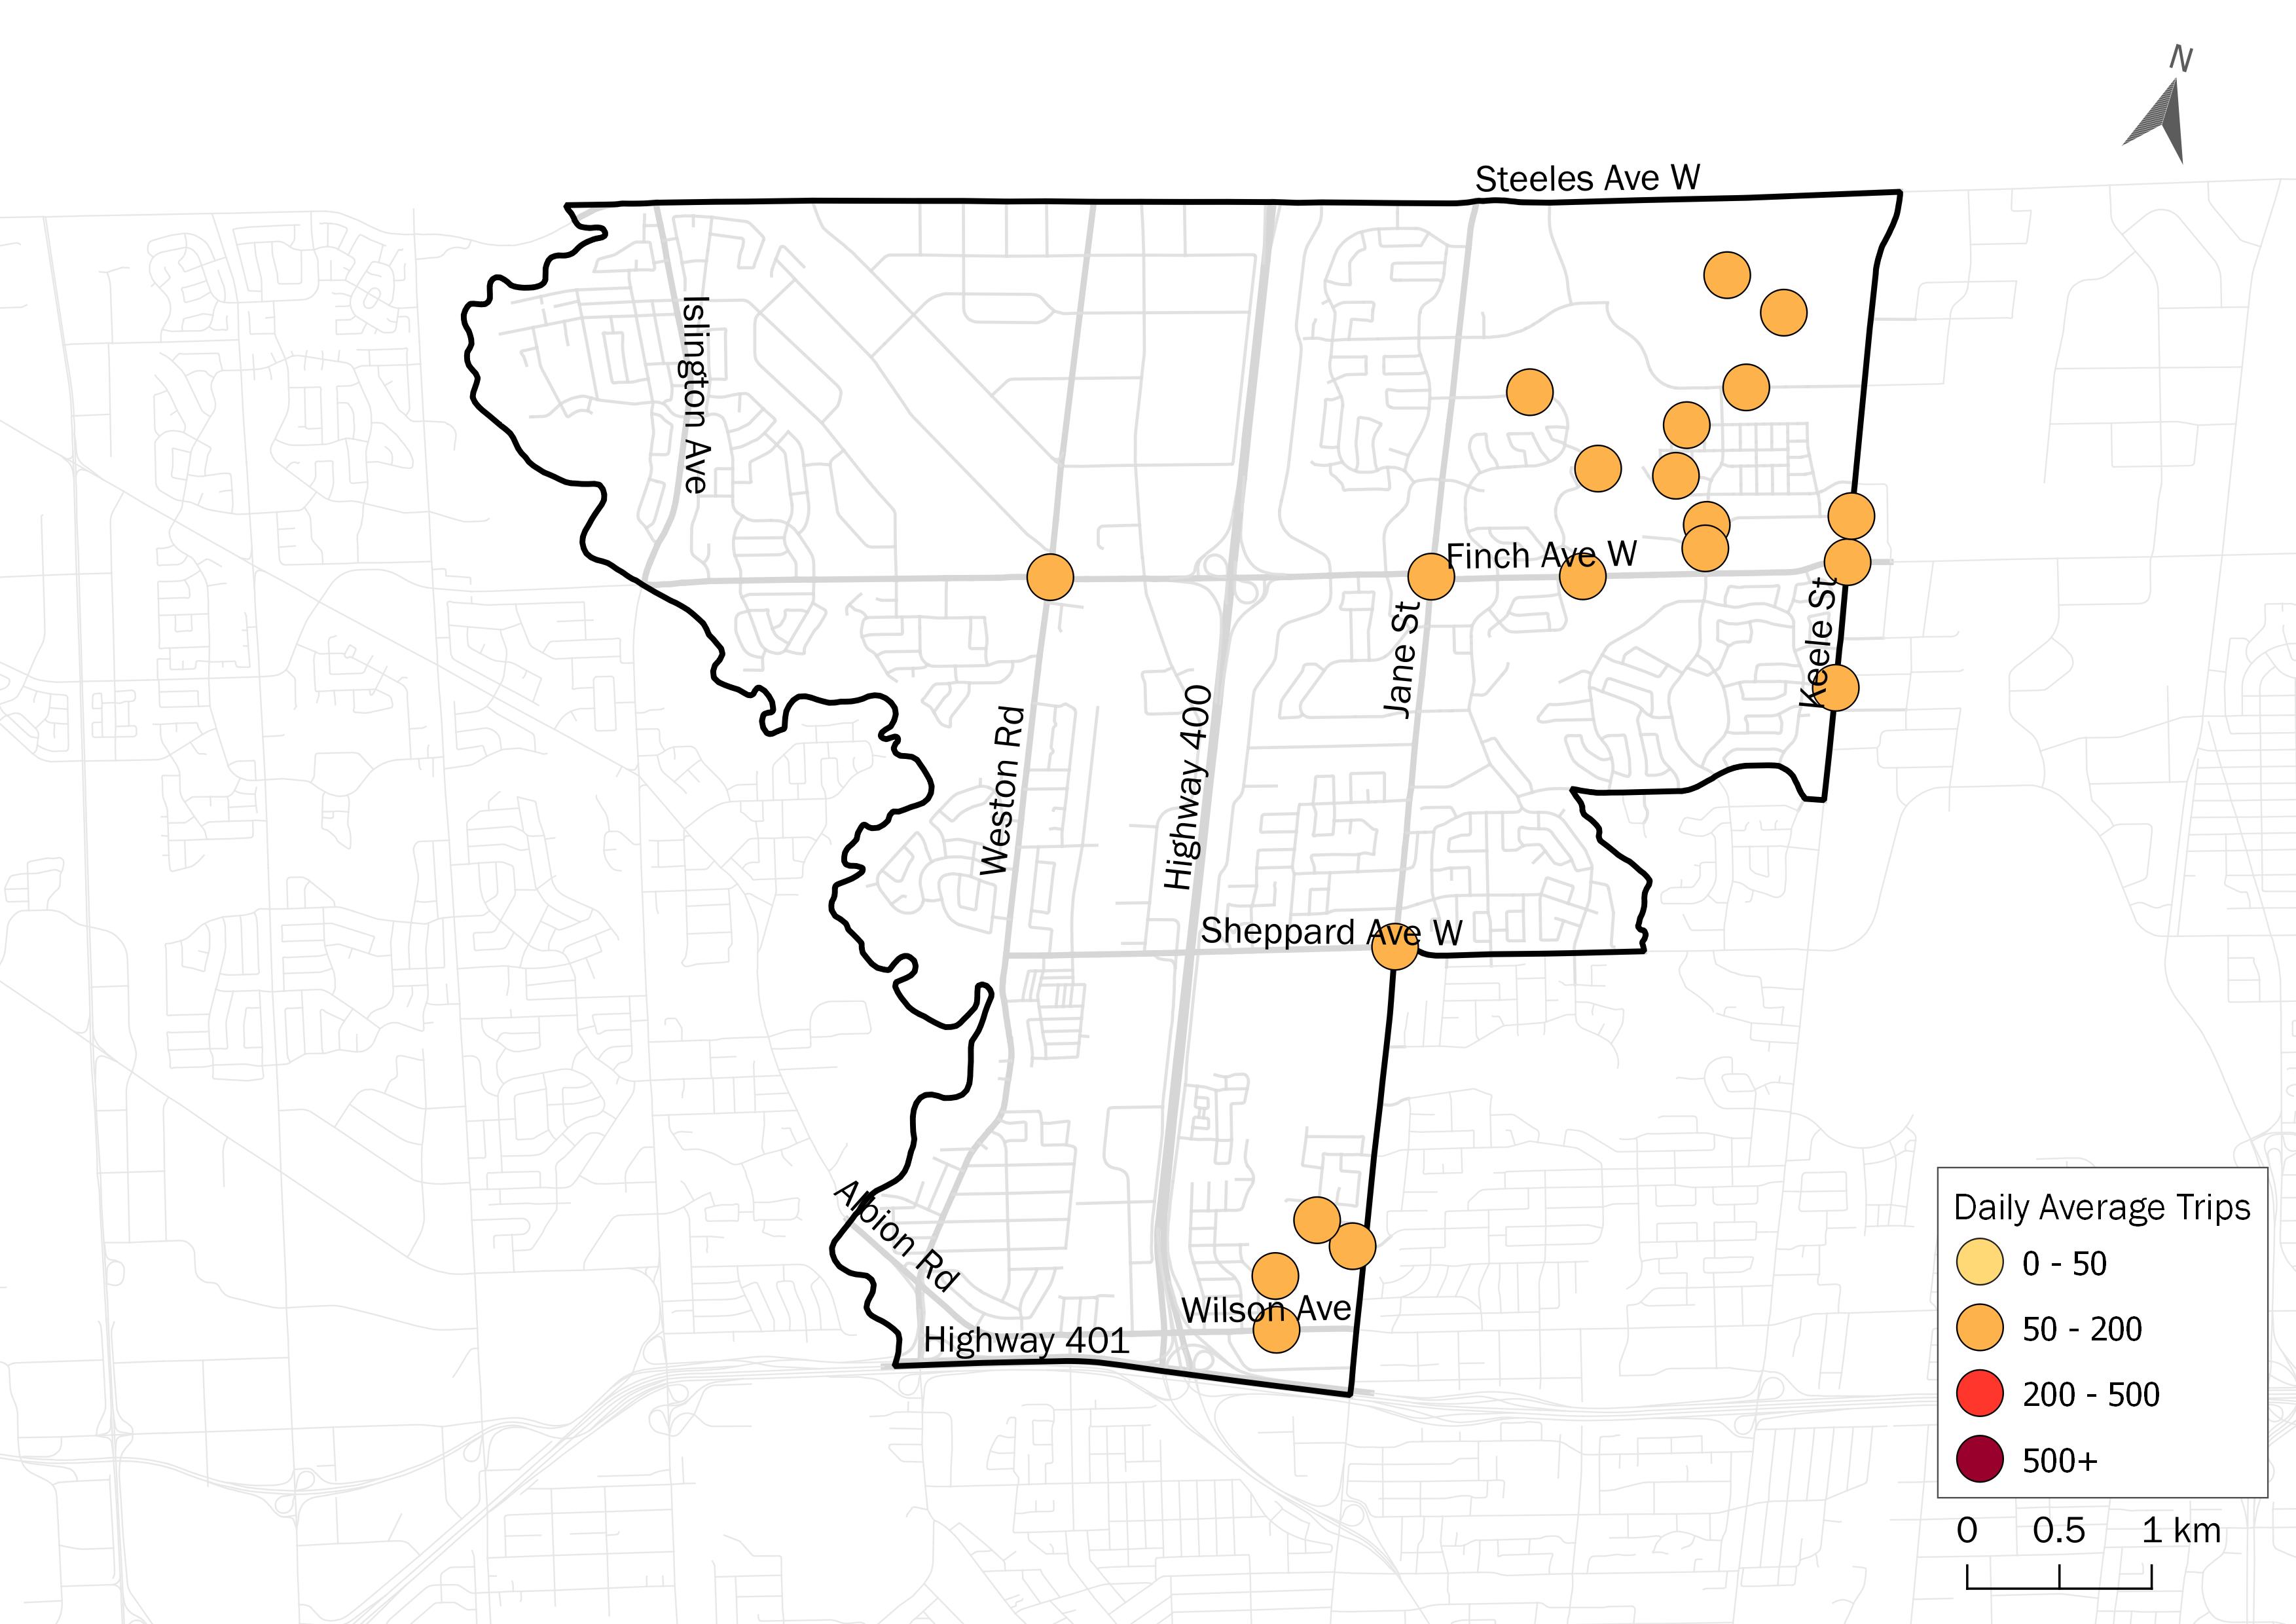 N
Steeles Ave W
Islington Ave
Finch Ave W
Keele St
Jane St
Weston Rd
Highway 400
Sheppard Ave W
Albion Rd
Wilson Ave
Highway 401
Daily Average Trips
0 - 50
50 - 200
200 - 500
500+
0 0.5 1 km